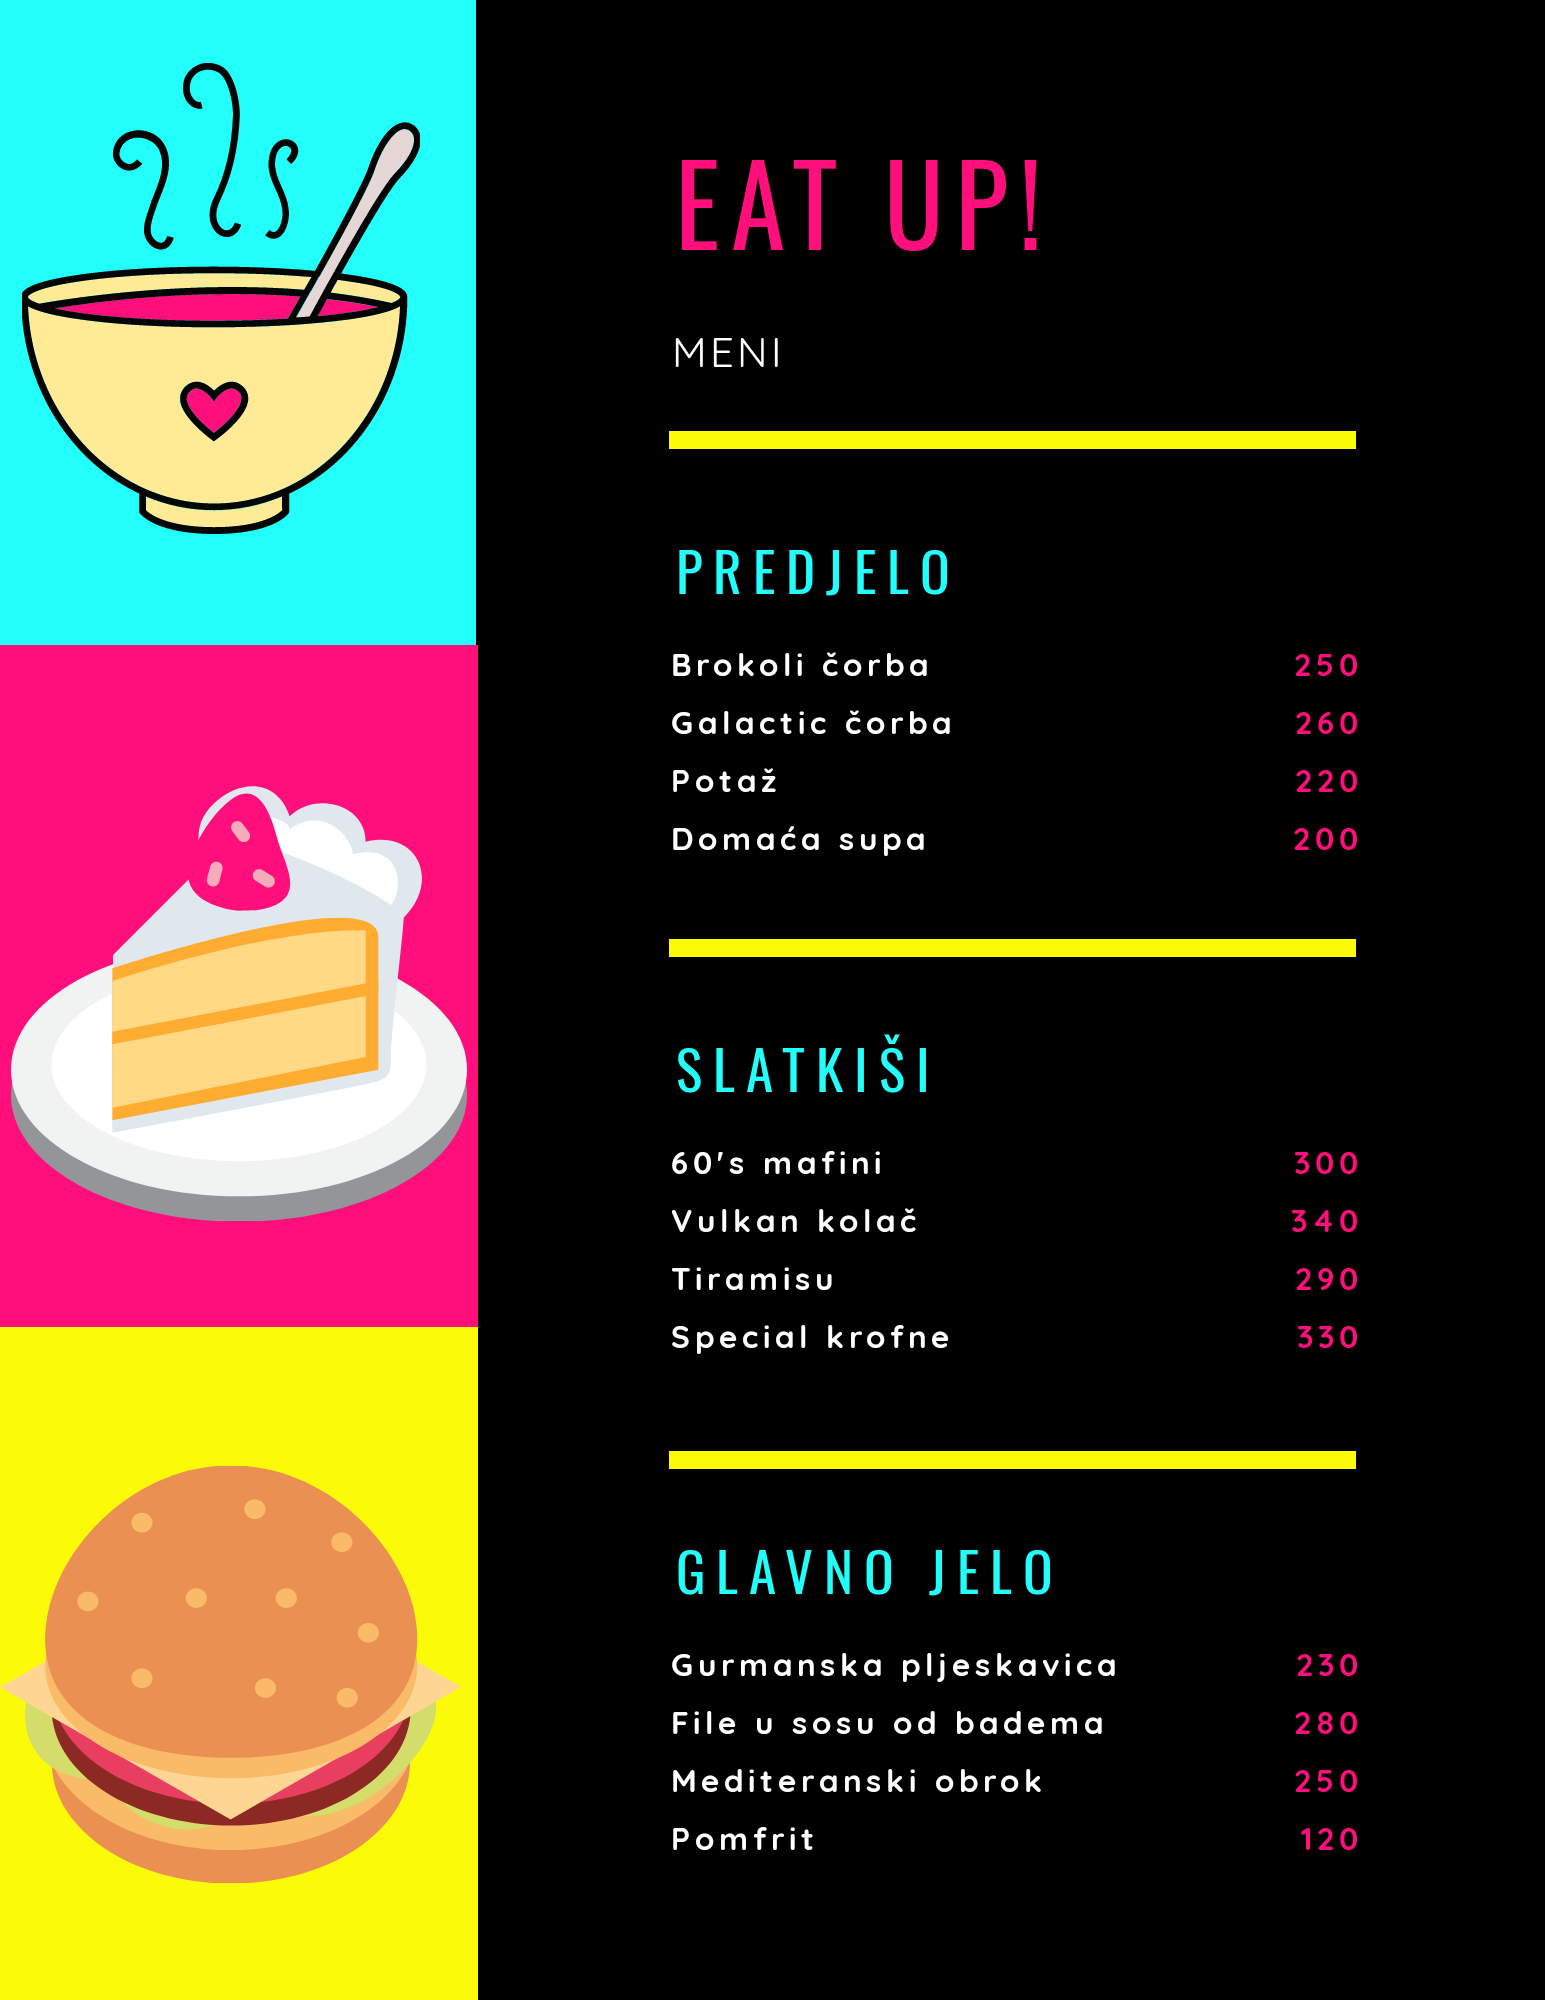 EAT UP!
MENI
PREDJELO
Brokoli čorba 250
Galactic čorba 260
Potaž 220
Domaća supa 200
SLATKIŠI
60's mafini 300
Vulkan kolač 340
Tiramisu 290
Special krofne 330
GLAVNO JELO
Gurmanska pljeskavica 230
File u sosu od badema 280
Mediteranski obrok 250
Pomfrit 120